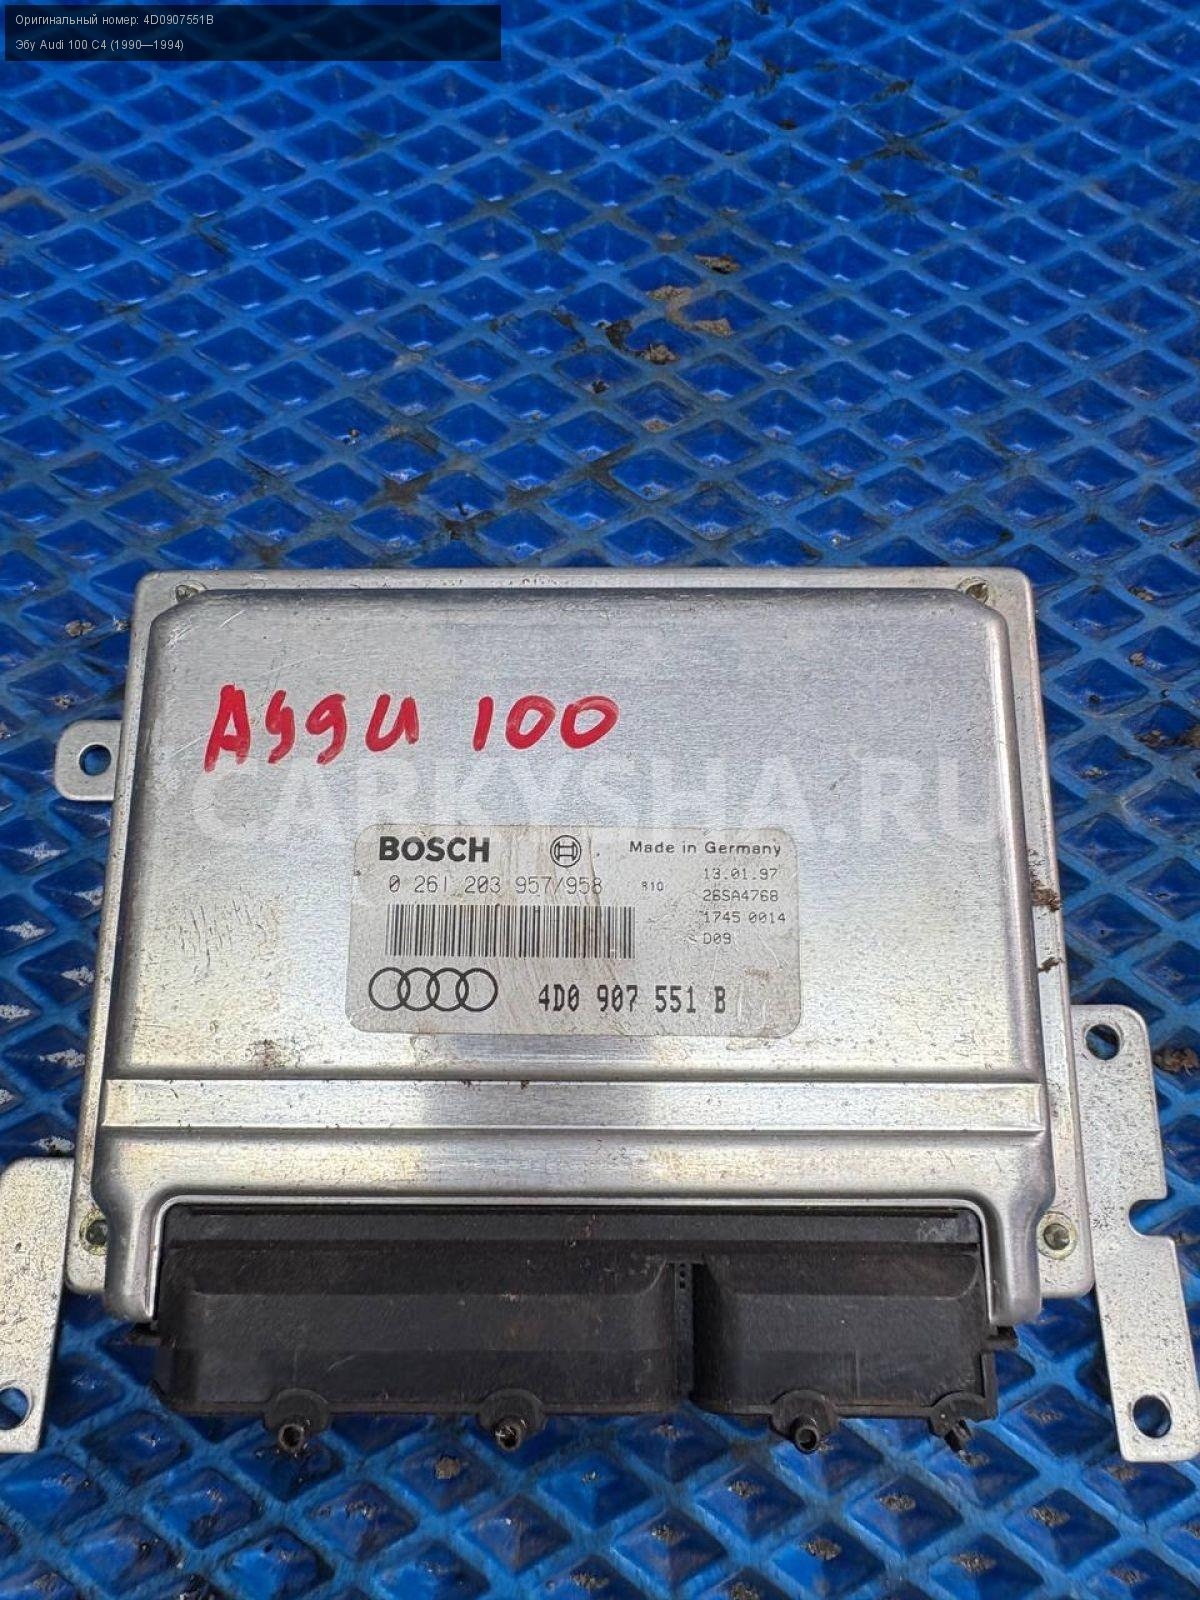 Оригинальный номер: 4D0907551B
Эбу Audi 100 C4 (1990—1994)
Ауди 100
CARKYSHA.RU
BOSCH
Made in Germany
0 261 203 957/958
810
13.01.97
26SA4768
1745 0014
D09
4D0 907 551 B